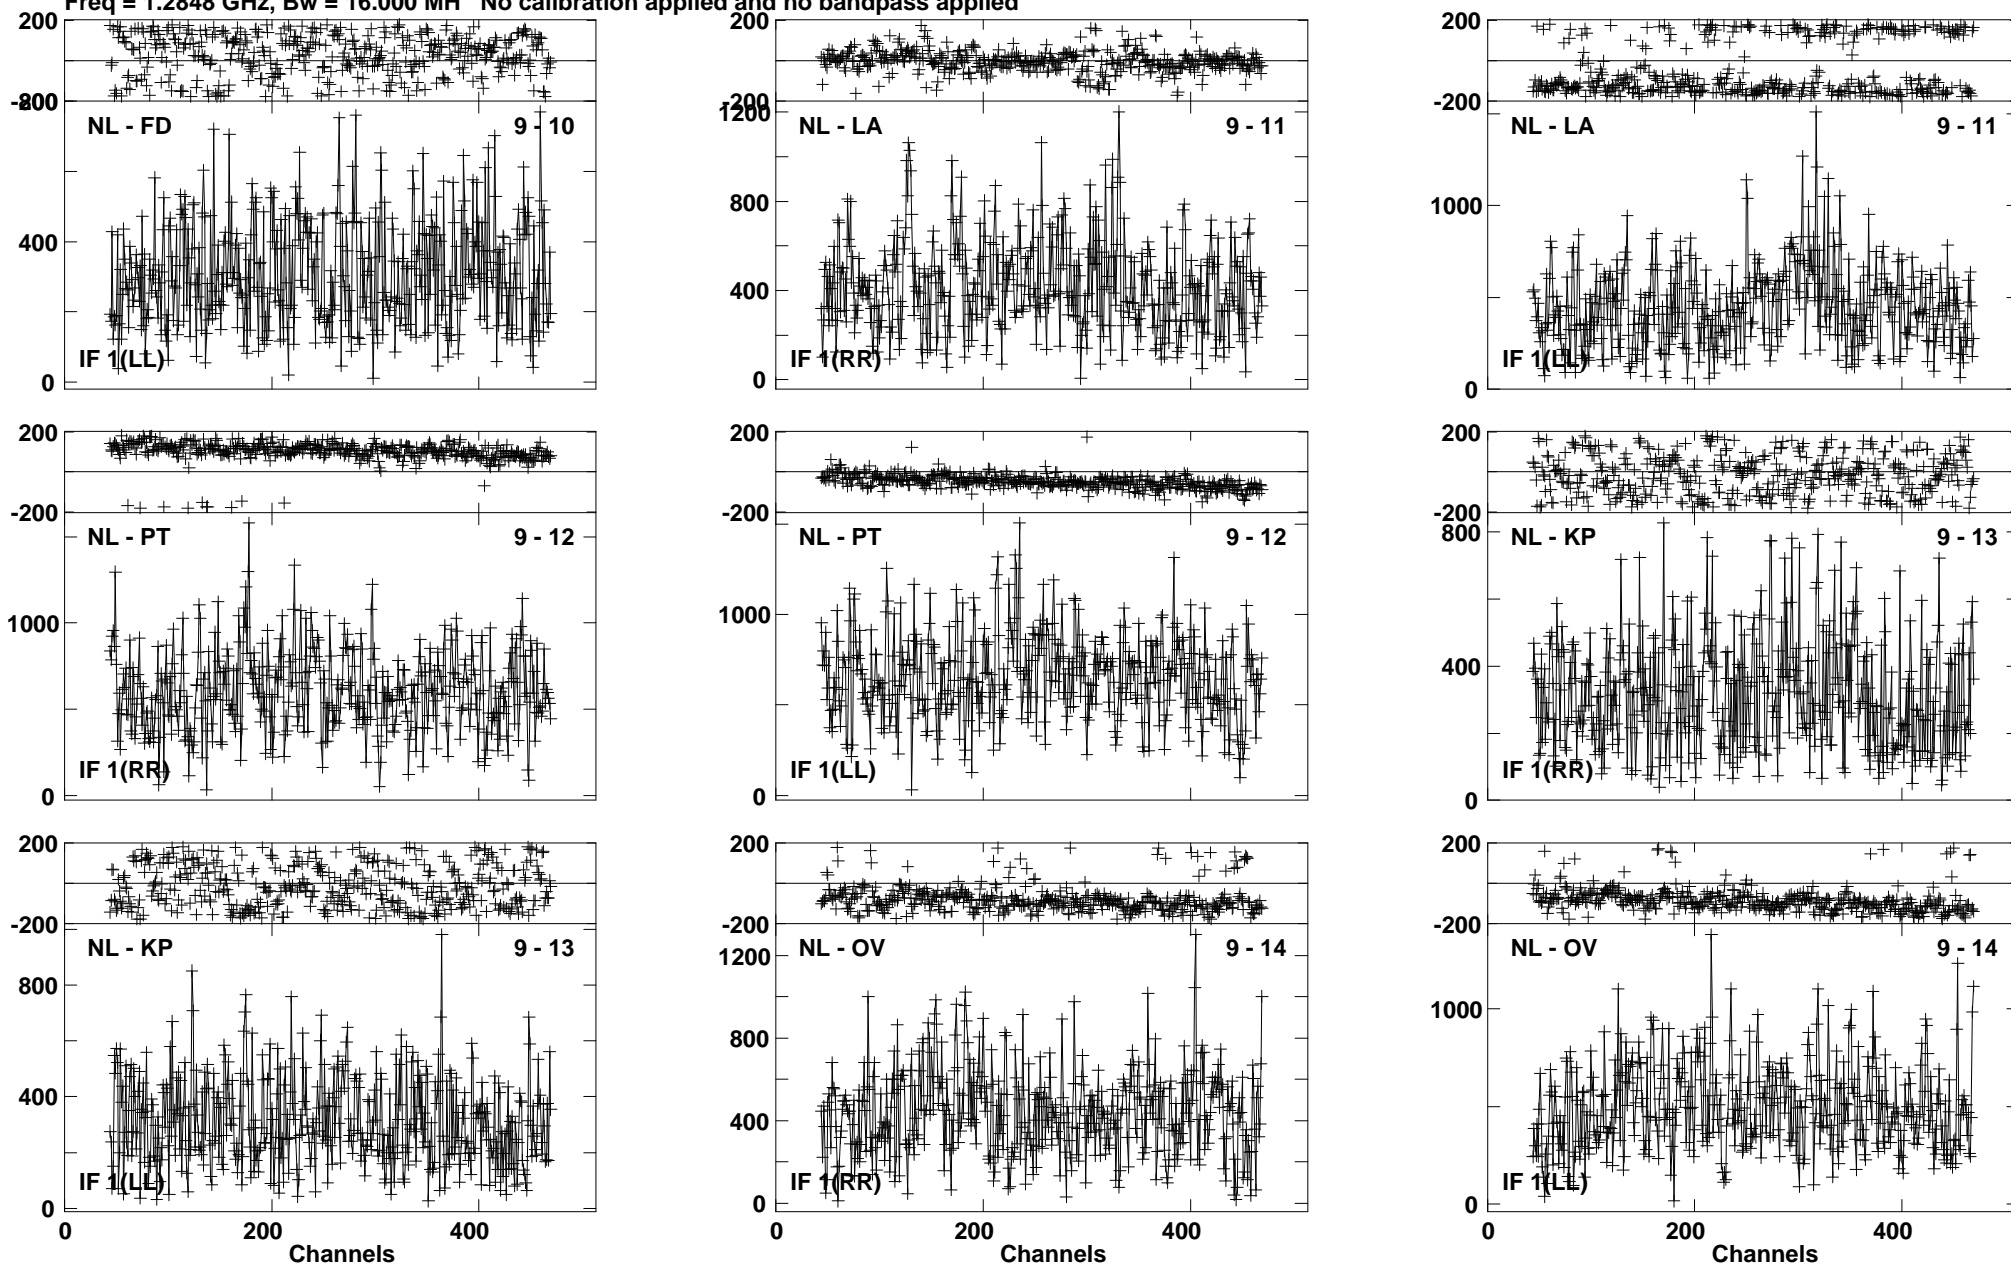 Freq = 1.2848 GHz, Bw = 16.000 MH No calibration applied and no bandpass applied
200
-200
800
NL - FD 9 - 10
400
IF 1(LL)
0
200
-200
1200
NL - LA 9 - 11
800
400
IF 1(RR)
0
200
-200
NL - LA 9 - 11
1000
IF 1(LL)
0
200
-200
NL - PT 9 - 12
1000
IF 1(RR)
0
200
-200
NL - PT 9 - 12
1000
IF 1(LL)
0
200
-200
800
NL - KP 9 - 13
400
IF 1(RR)
0
200
-200
NL - KP 9 - 13
800
400
IF 1(LL)
0
0 200 400
Channels
200
-200
NL - OV 9 - 14
1200
800
400
IF 1(RR)
0
0 200 400
Channels
200
-200
NL - OV 9 - 14
1000
IF 1(LL)
0
0 200 400
Channels